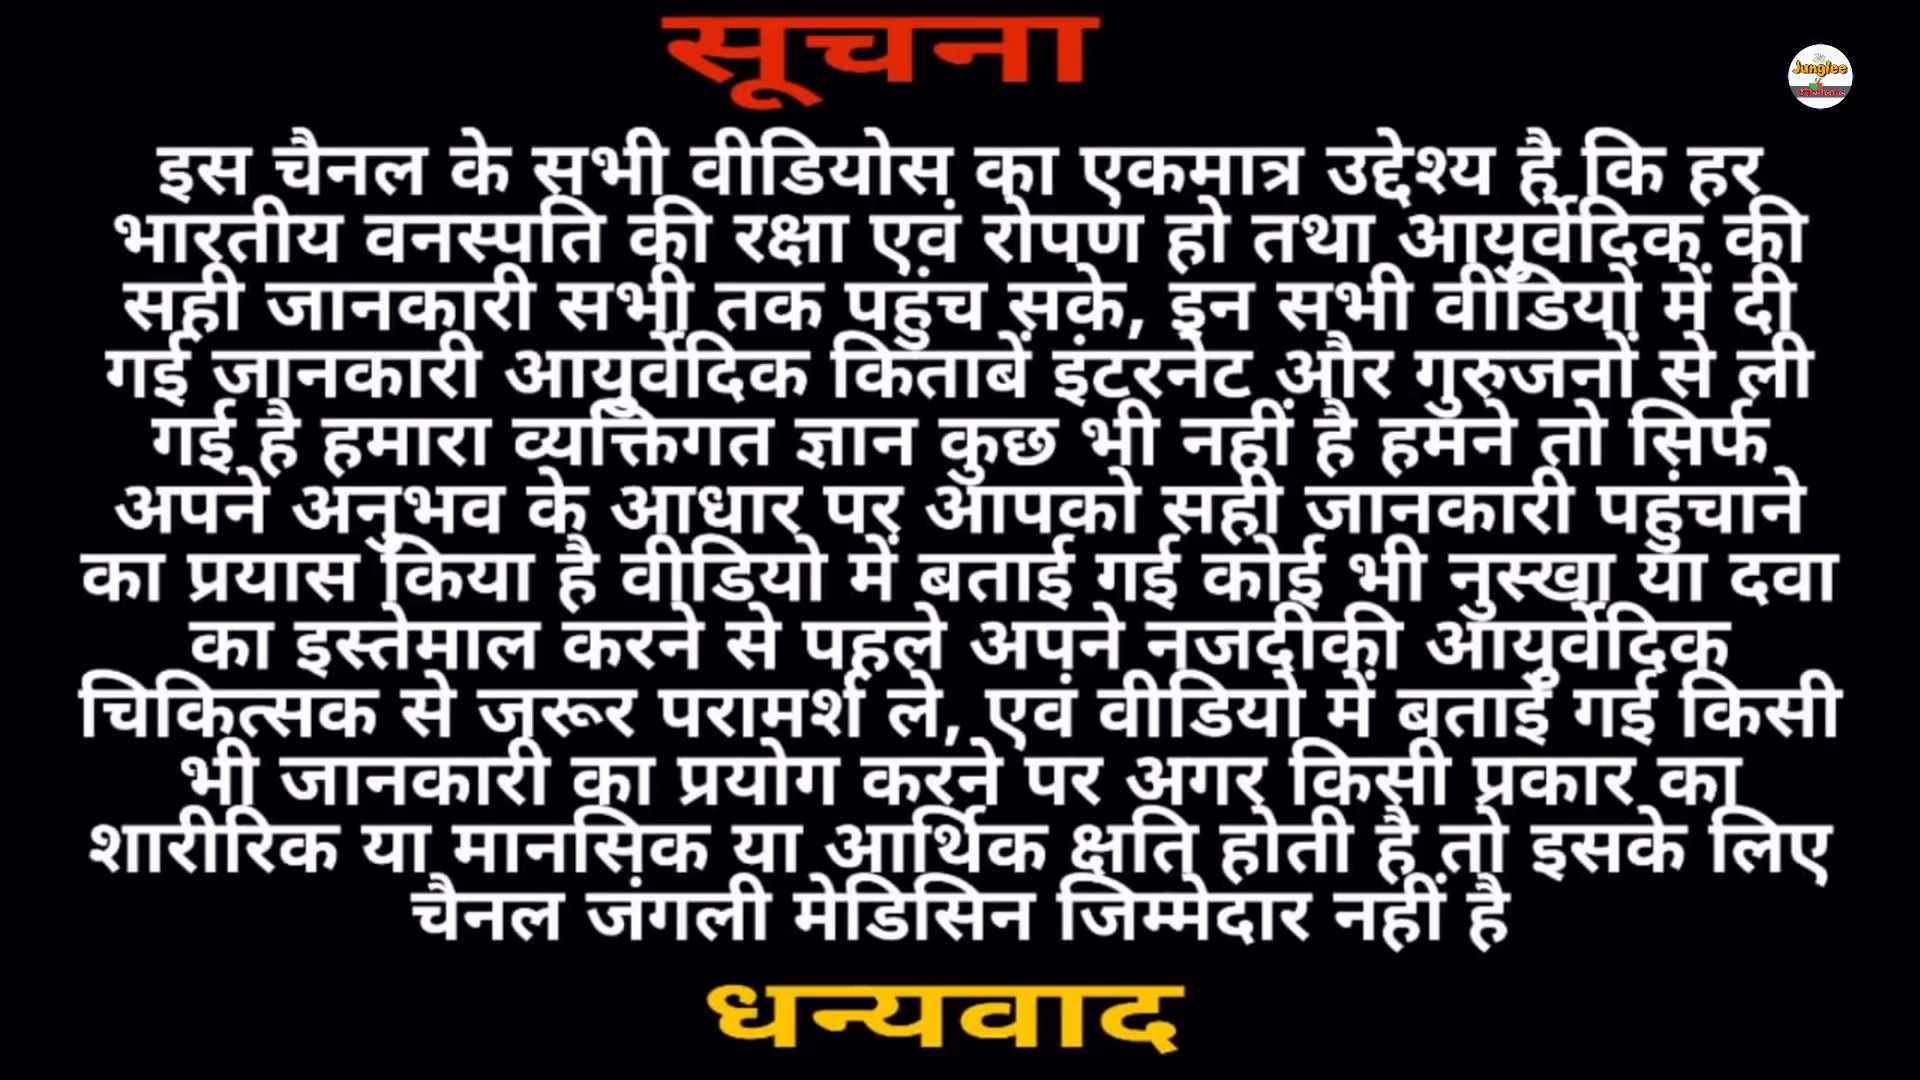 सूचना
Junglee
Medicine
इस चैनल के सभी वीडियोस का एकमात्र उद्देश्य है कि हर
भारतीय वनस्पति की रक्षा एवं रोपण हो तथा आयुर्वेदिक की
सही जानकारी सभी तक पहुंच सके, इन सभी वीडियो में दी
गई जानकारी आयुर्वेदिक किताबें इंटरनेट और गुरुजनों से ली
गई है हमारा व्यक्तिगत ज्ञान कुछ भी नहीं है हमने तो सिर्फ
अपने अनुभव के आधार पर आपको सही जानकारी पहुंचाने
का प्रयास किया है वीडियो में बताई गई कोई भी नुस्खा या दवा
का इस्तेमाल करने से पहले अपने नजदीकी आयुर्वेदिक
चिकित्सक से जरूर परामर्श ले, एवं वीडियो में बताई गई किसी
भी जानकारी का प्रयोग करने पर अगर किसी प्रकार का
शारीरिक या मानसिक या आर्थिक क्षति होती है तो इसके लिए
चैनल जंगली मेडिसिन जिम्मेदार नहीं है
धन्यवाद